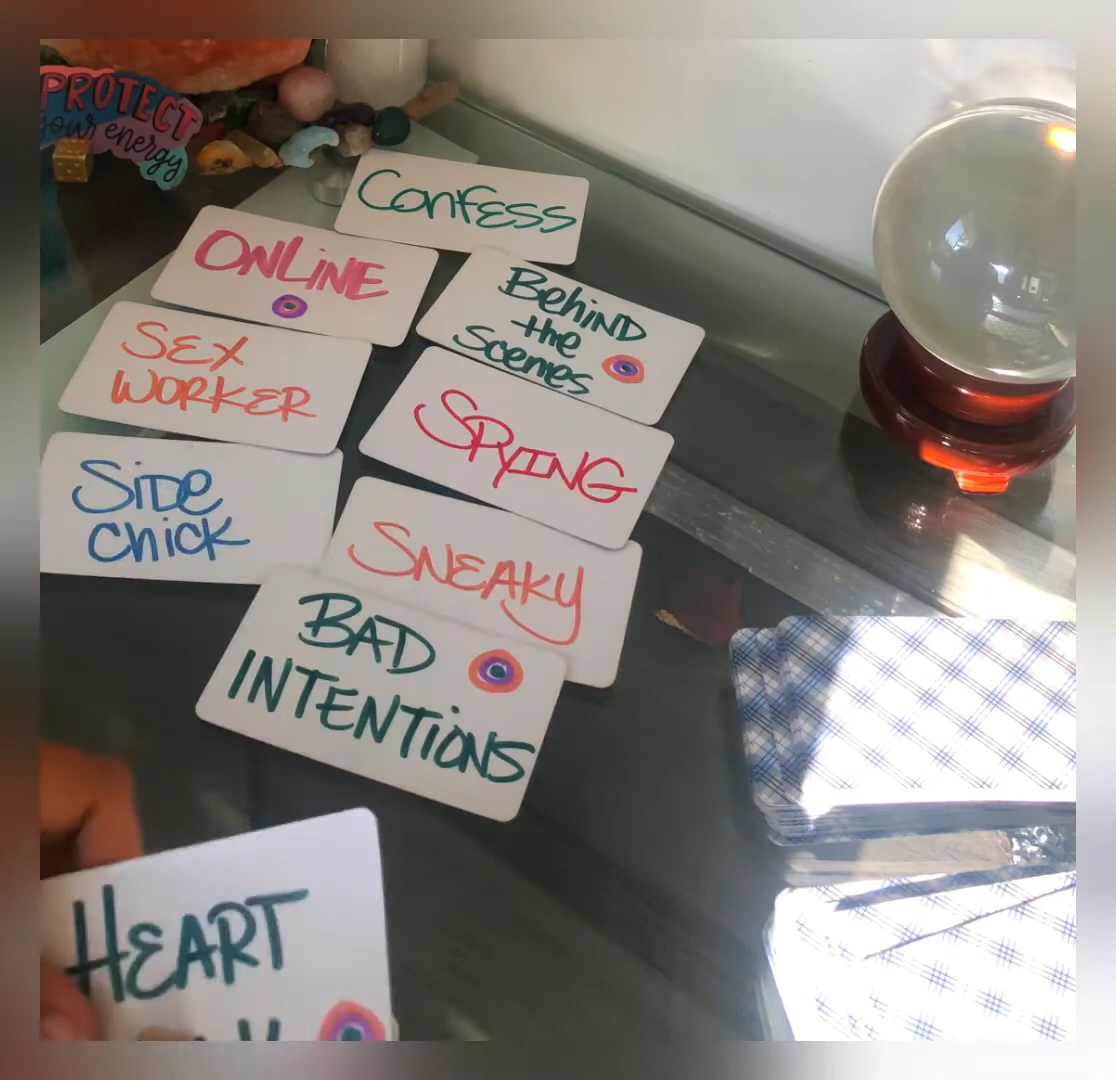 PROTECT
your energy
Confess
ONLiNE
BehiND
the
Scenes
SEX
WORKER
SPYING
SiDe
chick
SNEAKY
BAD
INTENTiONS
HEART